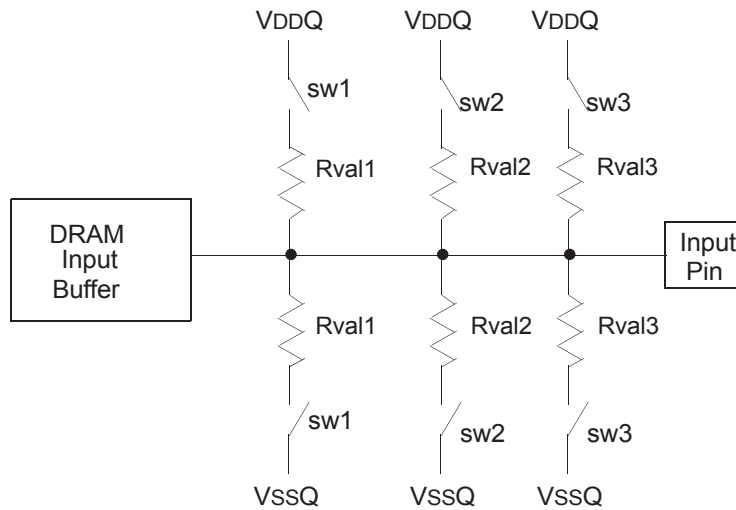 VDDQ VDDQ VDDQ
sw1 sw2 sw3
Rval1 Rval2 Rval3
DRAM
Input
Buffer
Input
Pin
Rval1 Rval2 Rval3
sw1 sw2 sw3
VSSQ VSSQ VSSQ